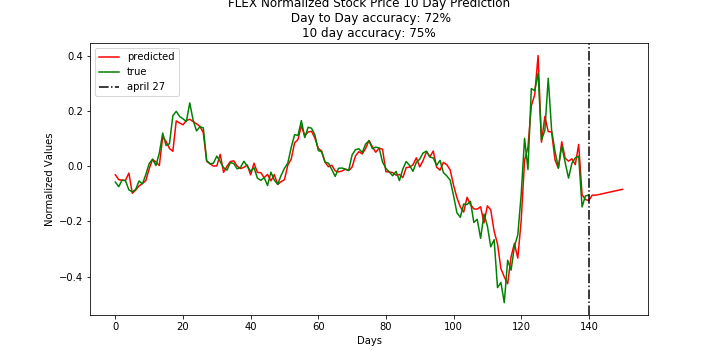 FLEX Normalized Stock Price 10 Day Prediction
Day to Day accuracy: 72%
10 day accuracy: 75%
predicted
true
april 27
Normalized Values
0.4
0.2
0.0
−0.2
−0.4
0 20 40 60 80 100 120 140
Days